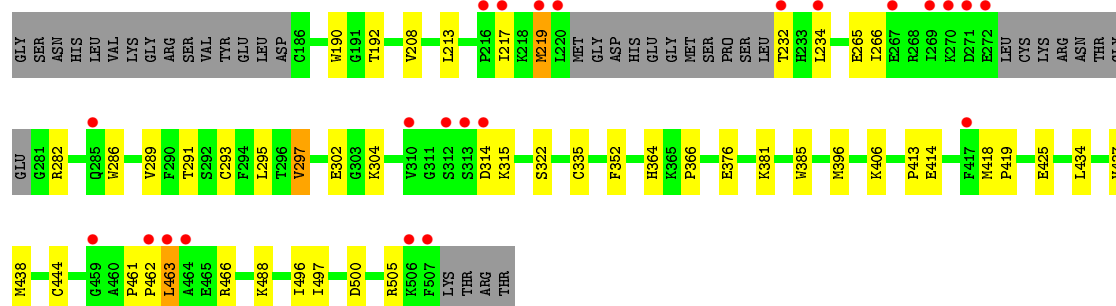 GLY SER ASN HIS LEU VAL LYS GLY ARG SER VAL TYR GLU LEU ASP C186 W190 G191 T192 V208 L213 P216 I217 K218 M219 L220 MET GLY ASP HIS GLU GLY MET SER PRO SER LEU T232 H233 L234 E265 I266 E267 R268 I269 K270 D271 E272 LEU CYS LYS ARG ASN THR GLY
GLU G281 R282 Q285 W286 V289 F290 T291 S292 C293 F294 L295 T296 V297 E302 G303 K304 V310 G311 S312 S313 D314 K315 S322 C335 F352 H364 K365 P366 E376 K381 W385 M396 K406 P413 E414 F417 M418 P419 E425 L434
M438 C444 G459 A460 P461 P462 L463 A464 E465 R466 K488 I496 I497 D500 R505 K506 F507 LYS THR ARG THR